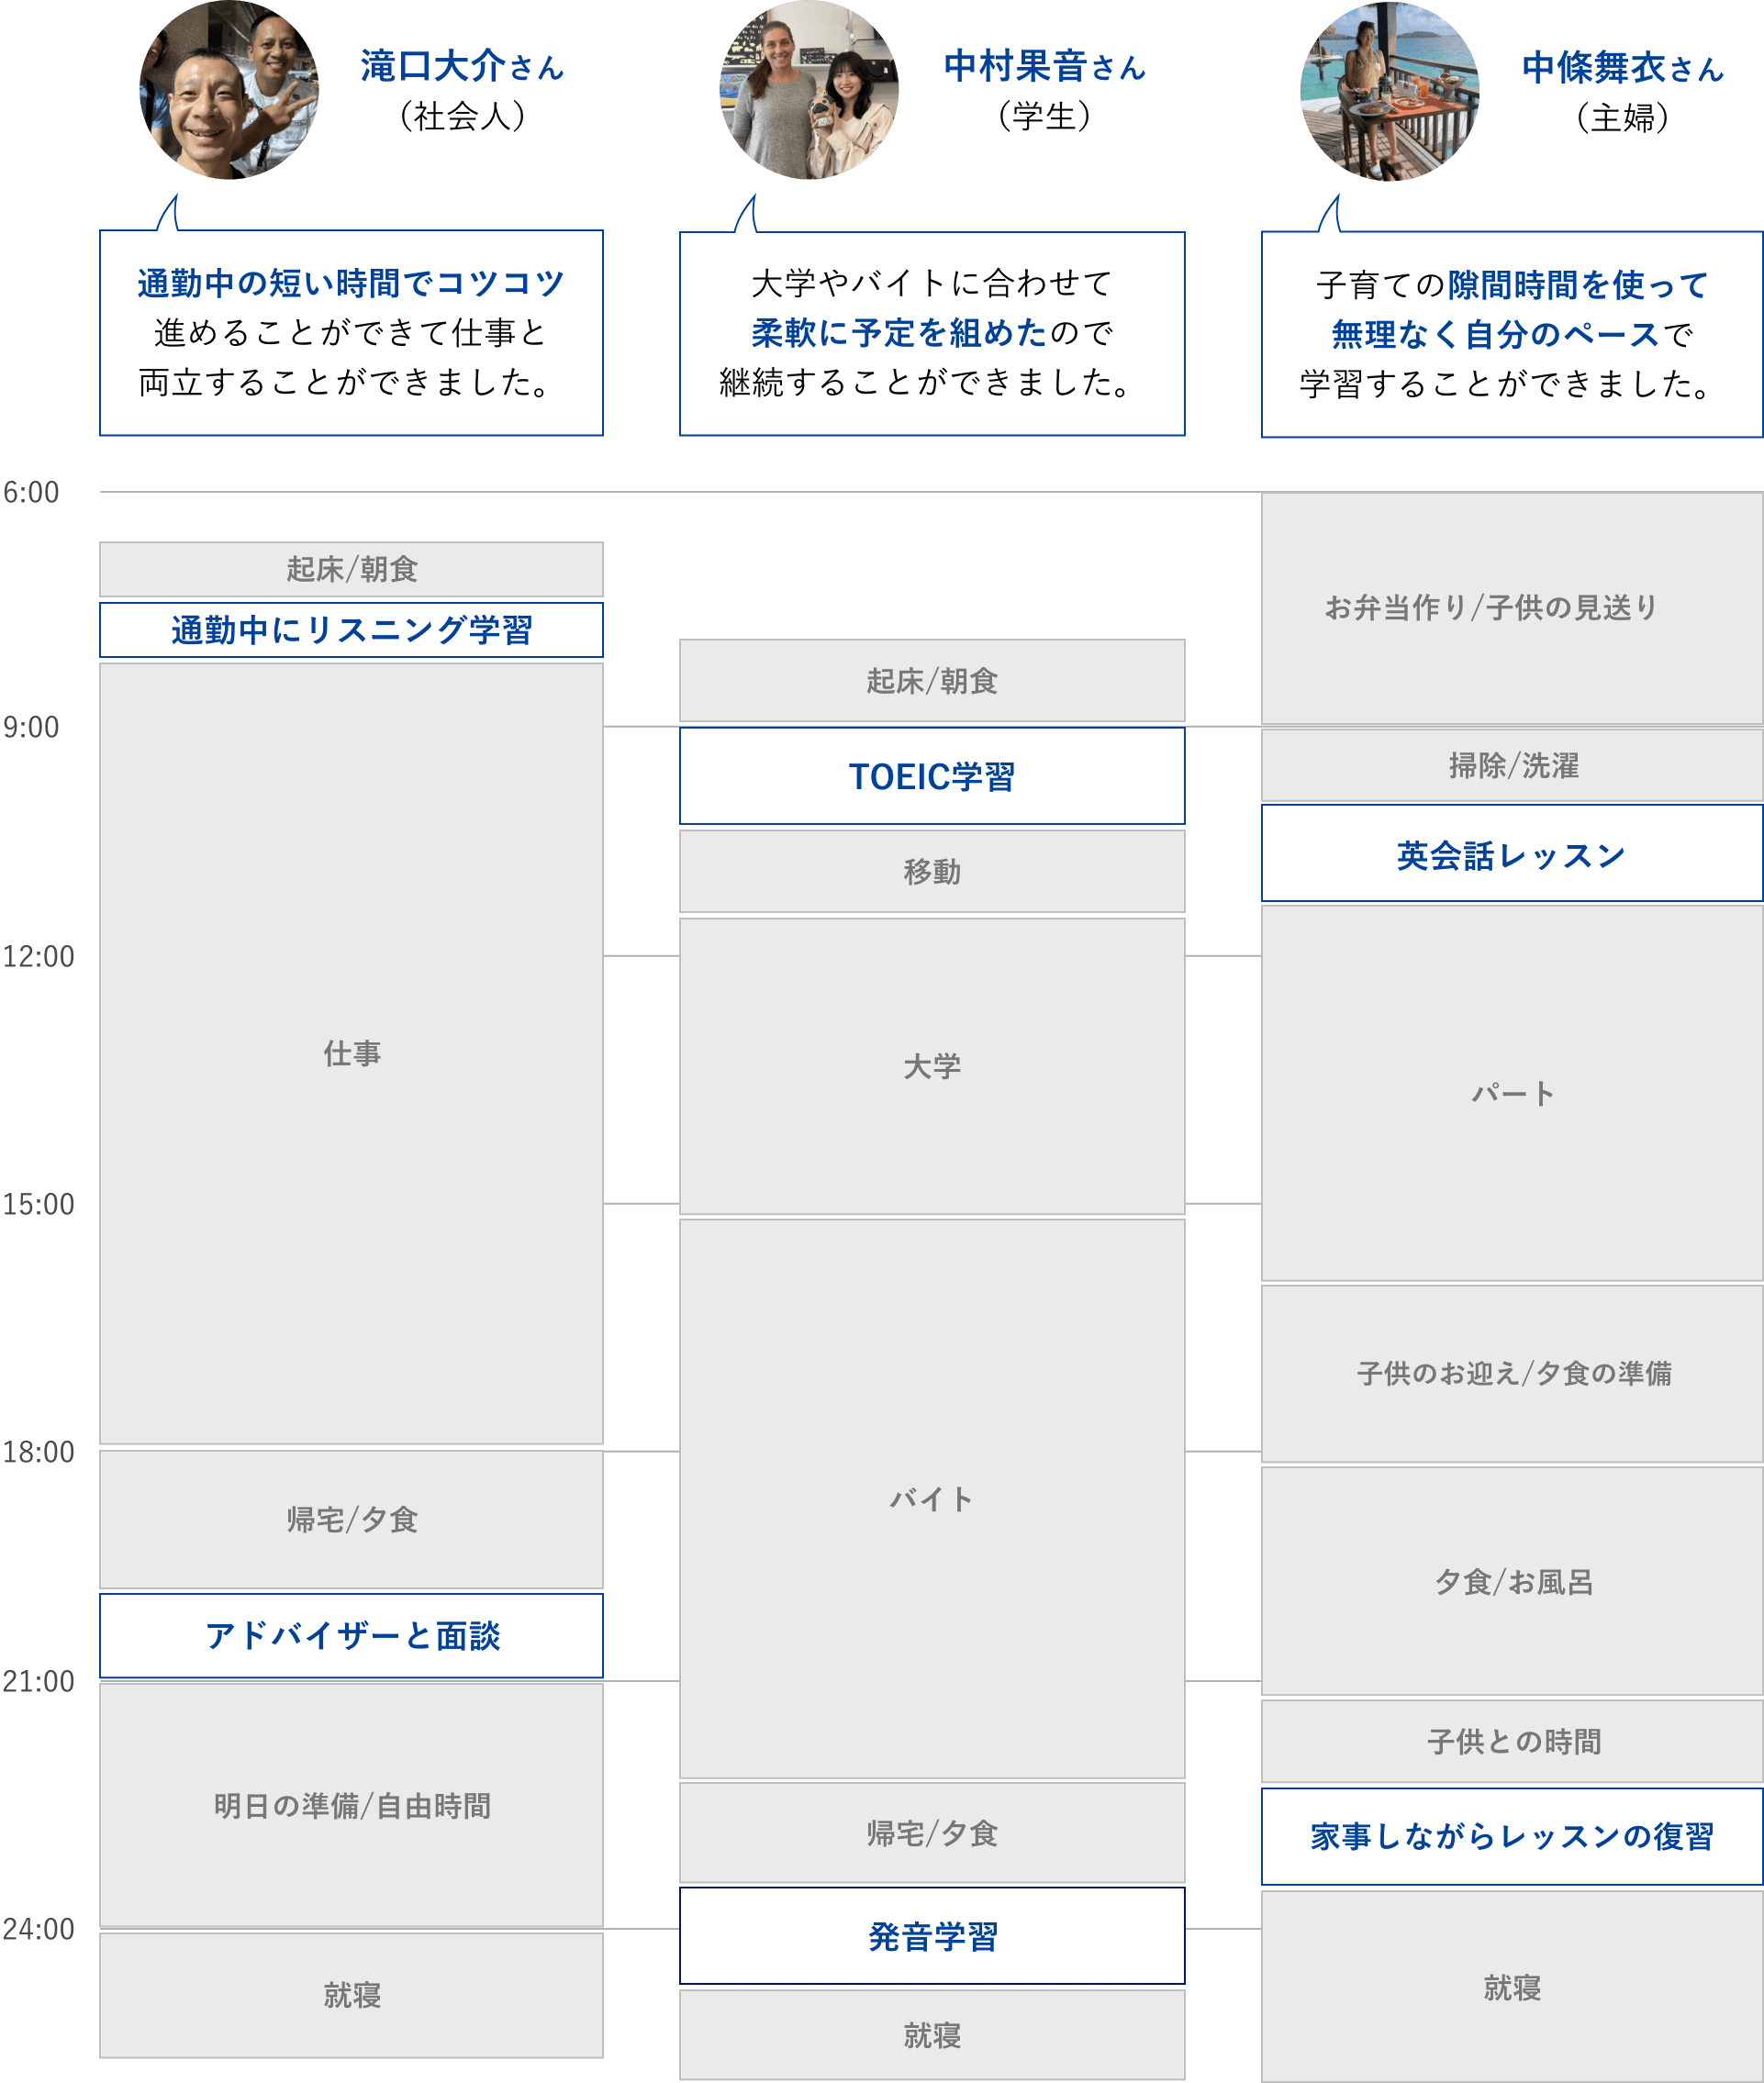 滝口大介さん
（社会人）
中村果音さん
（学生）
中條舞衣さん
（主婦）
通勤中の短い時間でコツコツ
進めることができて仕事と
両立することができました。
大学やバイトに合わせて
柔軟に予定を組めたので
継続することができました。
子育ての隙間時間を使って
無理なく自分のペースで
学習することができました。
6:00
9:00
12:00
15:00
18:00
21:00
24:00
起床/朝食
通勤中にリスニング学習
仕事
帰宅/夕食
アドバイザーと面談
明日の準備/自由時間
就寝
起床/朝食
TOEIC学習
移動
大学
バイト
帰宅/夕食
発音学習
就寝
お弁当作り/子供の見送り
掃除/洗濯
英会話レッスン
パート
子供のお迎え/夕食の準備
夕食/お風呂
子供との時間
家事しながらレッスンの復習
就寝